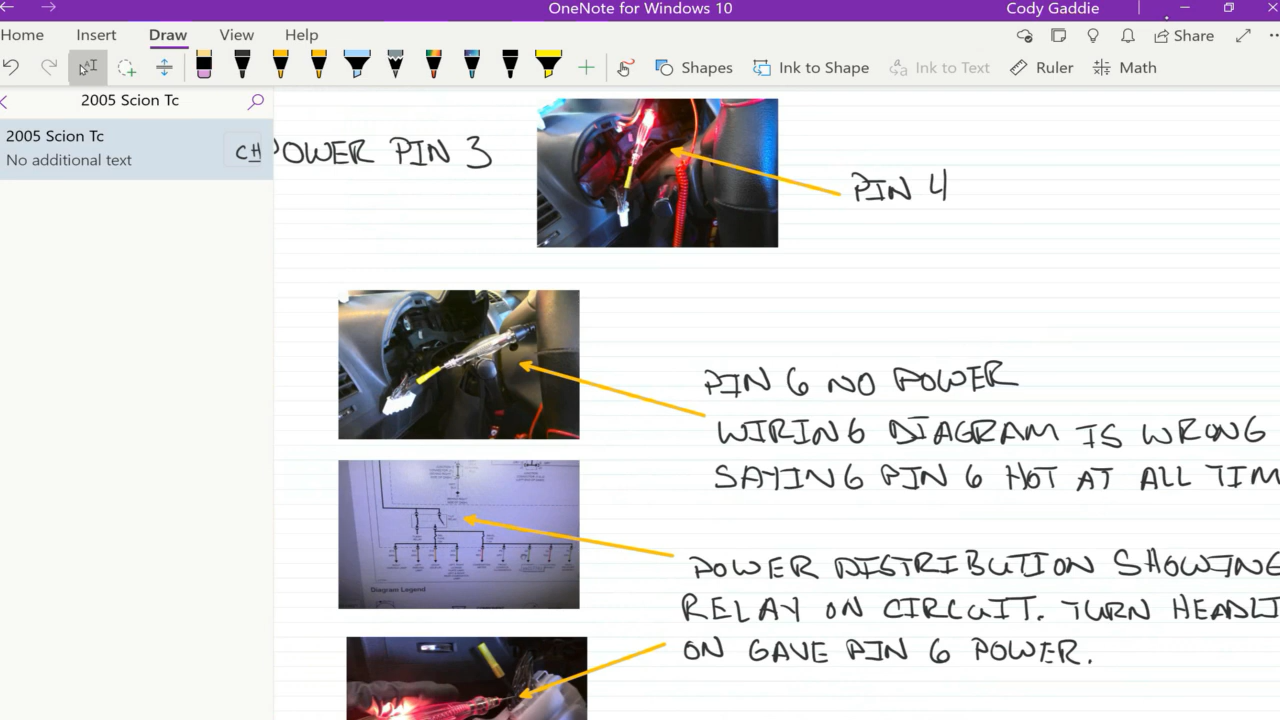 OneNote for Windows 10
Cody Gaddie
Home Insert Draw View Help
Share
Shapes Ink to Shape Ink to Text Ruler Math
2005 Scion Tc
2005 Scion Tc
No additional text
CH
POWER PIN 3
PIN 4
PIN 6 NO POWER
WIRING DIAGRAM IS WRONG
SAYING PIN 6 HOT AT ALL TIM
POWER DISTRIBUTION SHOWING
RELAY ON CIRCUIT. TURN HEADLI
ON GAVE PIN 6 POWER.
Diagram Legend